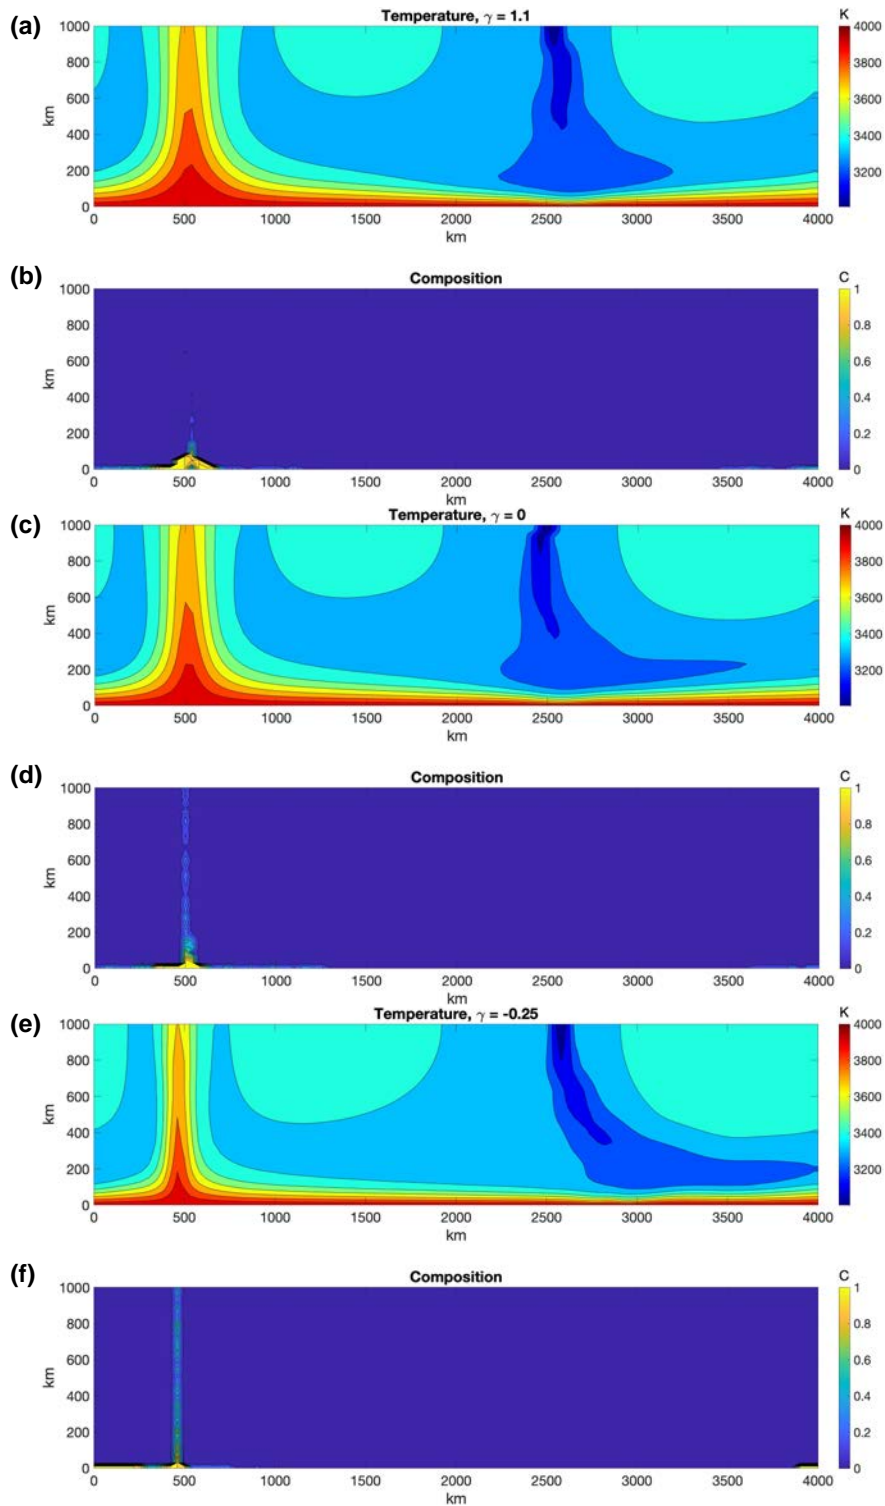 (a)
Temperature, γ = 1.1
K
km
1000
800
600
400
200
0
0 500 1000 1500 2000 2500 3000 3500 4000
km
4000
3800
3600
3400
3200
(b)
Composition
C
km
1000
800
600
400
200
0
0 500 1000 1500 2000 2500 3000 3500 4000
km
1
0.8
0.6
0.4
0.2
0
(c)
Temperature, γ = 0
K
km
1000
800
600
400
200
0
0 500 1000 1500 2000 2500 3000 3500 4000
km
4000
3800
3600
3400
3200
(d)
Composition
C
km
1000
800
600
400
200
0
0 500 1000 1500 2000 2500 3000 3500 4000
km
1
0.8
0.6
0.4
0.2
0
(e)
Temperature, γ = -0.25
K
km
1000
800
600
400
200
0
0 500 1000 1500 2000 2500 3000 3500 4000
km
4000
3800
3600
3400
3200
(f)
Composition
C
km
1000
800
600
400
200
0
0 500 1000 1500 2000 2500 3000 3500 4000
km
1
0.8
0.6
0.4
0.2
0